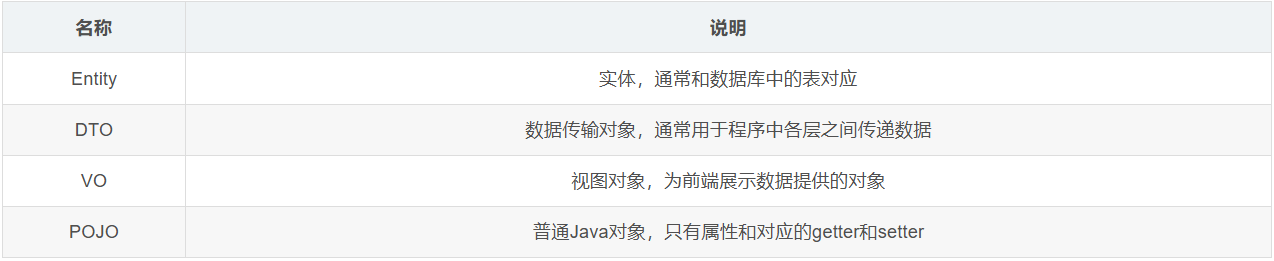 名称 说明
Entity 实体，通常和数据库中的表对应
DTO 数据传输对象，通常用于程序中各层之间传递数据
VO 视图对象，为前端展示数据提供的对象
POJO 普通Java对象，只有属性和对应的getter和setter